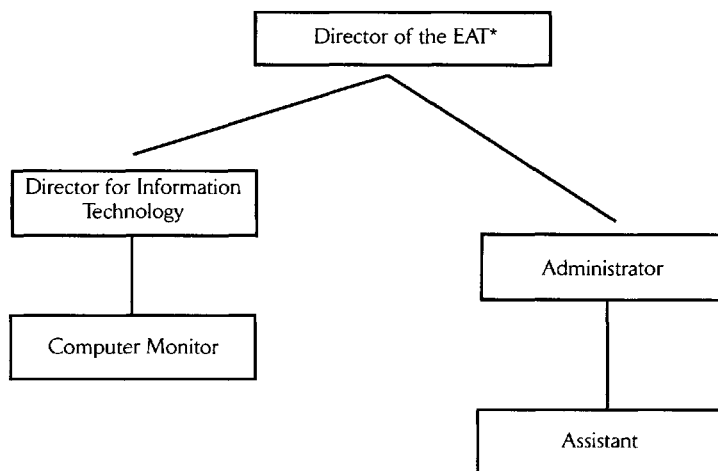 Director of the EAT*
Director for Information
Technology
Administrator
Computer Monitor
Assistant